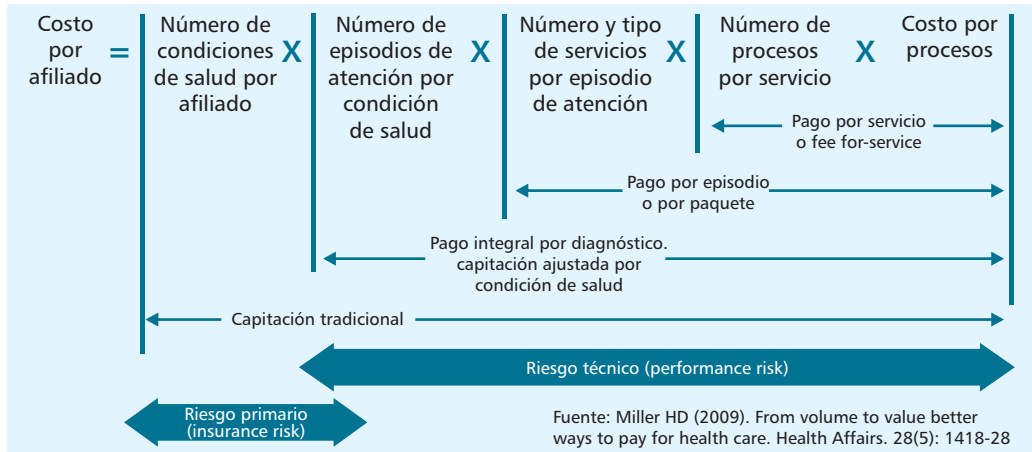 Costo
por
afiliado
=
Número de
condiciones
de salud por
afiliado
X
Número de
episodios de
atención por
condición
de salud
X
Número y tipo
de servicios
por episodio
de atención
X
Número de
procesos
por servicio
X
Costo por
procesos
Pago por servicio
o fee for-service
Pago por episodio
o por paquete
Pago integral por diagnóstico.
capitación ajustada por
condición de salud
Capitación tradicional
Riesgo técnico (performance risk)
Riesgo primario
(insurance risk)
Fuente: Miller HD (2009). From volume to value better
ways to pay for health care. Health Affairs. 28(5): 1418-28